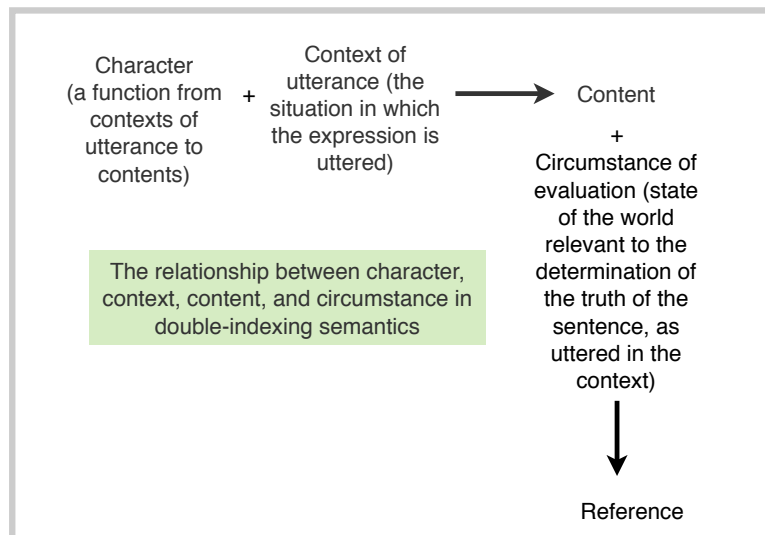 Character
(a function from
contexts of
utterance to
contents)
+
Context of
utterance (the
situation in which
the expression is
uttered)
Content
+
Circumstance of
evaluation (state
of the world
relevant to the
determination of
the truth of the
sentence, as
uttered in the
context)
The relationship between character,
context, content, and circumstance in
double-indexing semantics
Reference